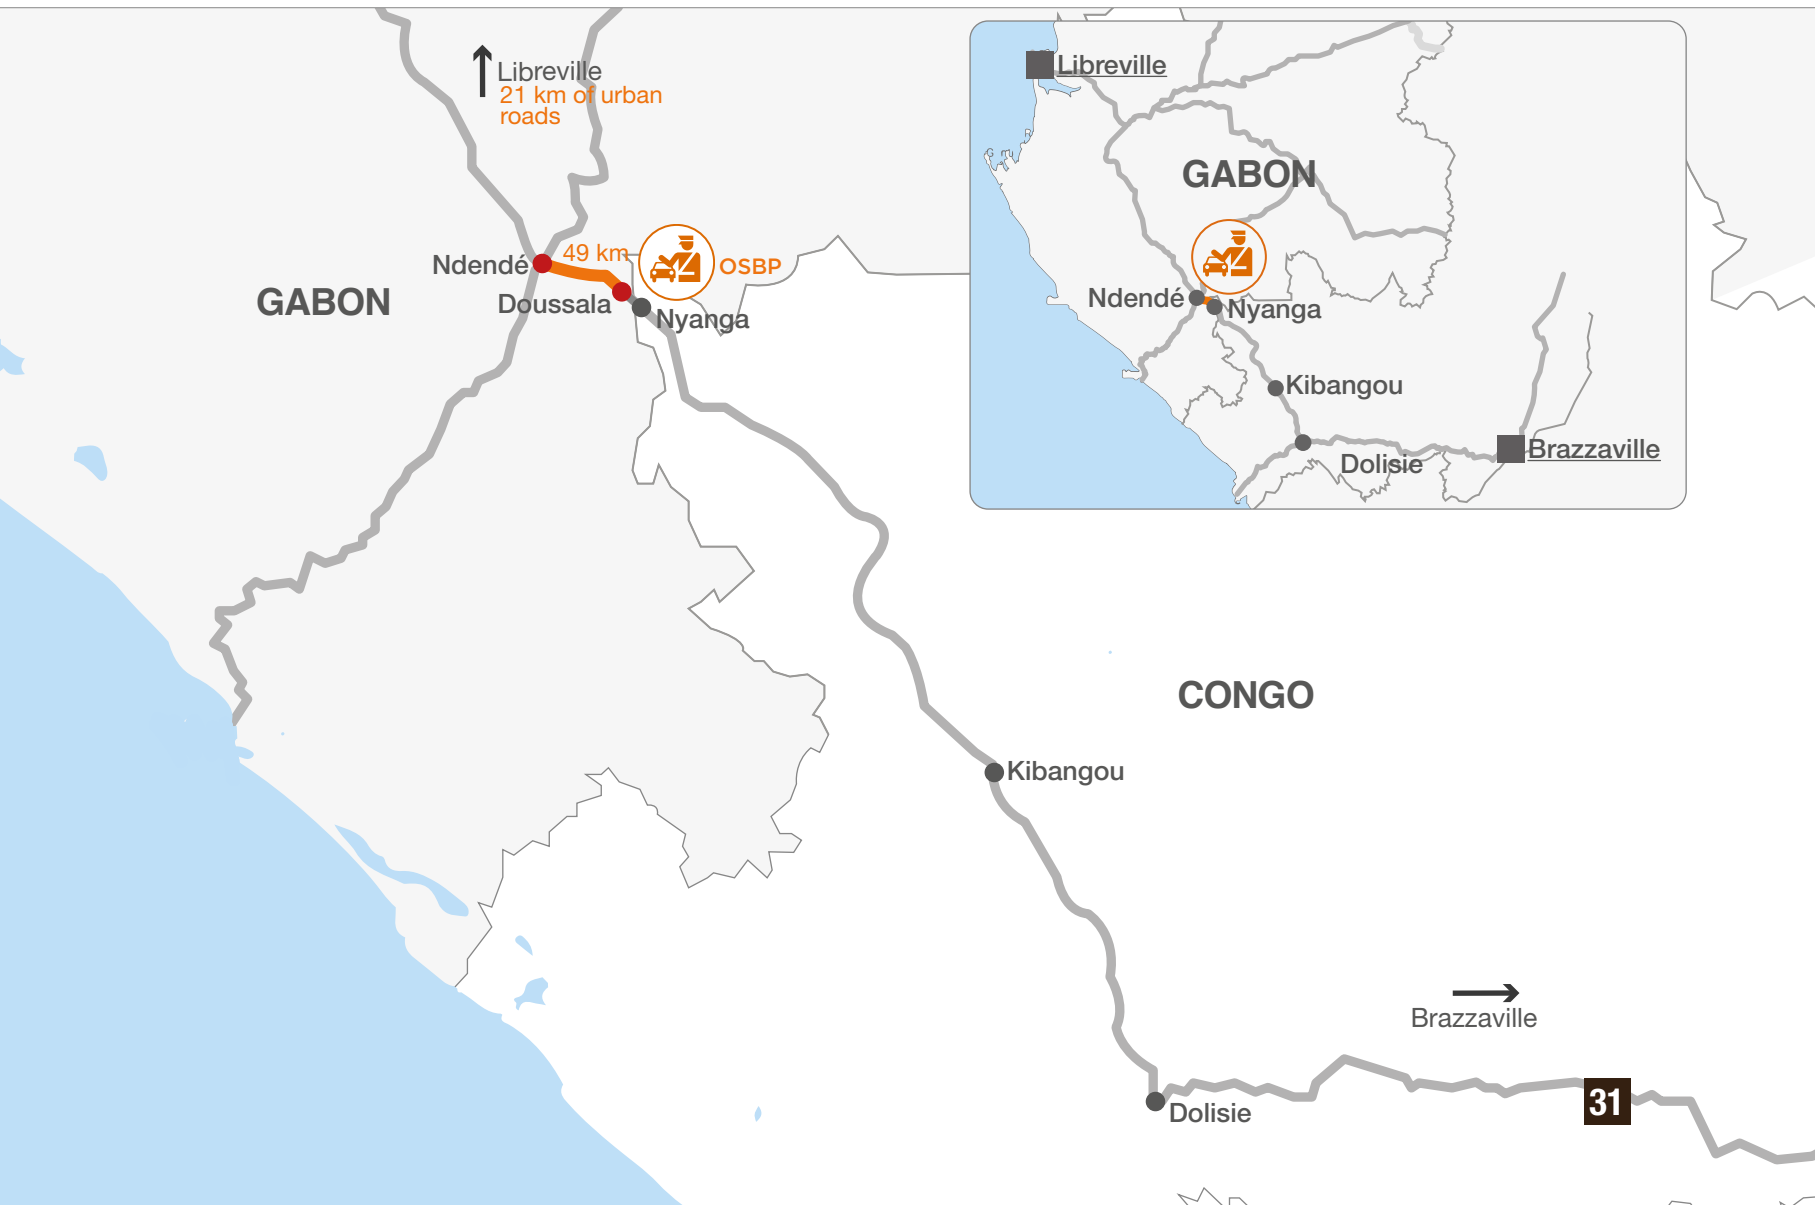 Libreville
21 km of urban
roads
Ndendé
49 km
OSBP
Doussala
Nyanga
GABON
Libreville
GABON
Ndendé
Nyanga
Kibangou
Dolisie
Brazzaville
CONGO
Kibangou
Brazzaville
31
Dolisie